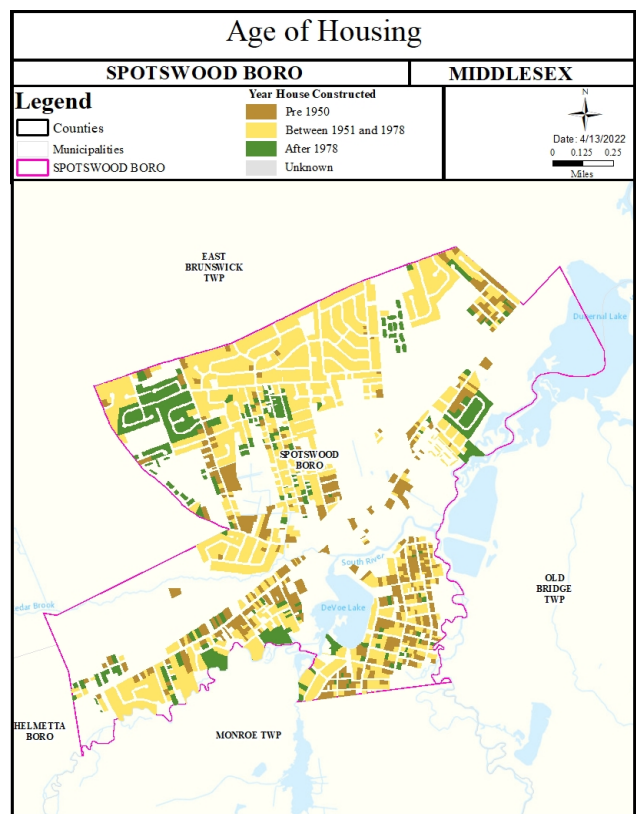 Age of Housing
SPOTSWOOD BORO
MIDDLESEX
Legend
Counties
Municipalities
SPOTSWOOD BORO
Year House Constructed
Pre 1950
Between 1951 and 1978
After 1978
Unknown
N
Date: 4/13/2022
0 0.125 0.25
Miles
EAST
BRUNSWICK
TWP
Duhernal Lake
SPOTSWOOD
BORO
South River
OLD
BRIDGE
TWP
edar Brook
DeVoe Lake
HELMETTA
BORO
MONROE TWP